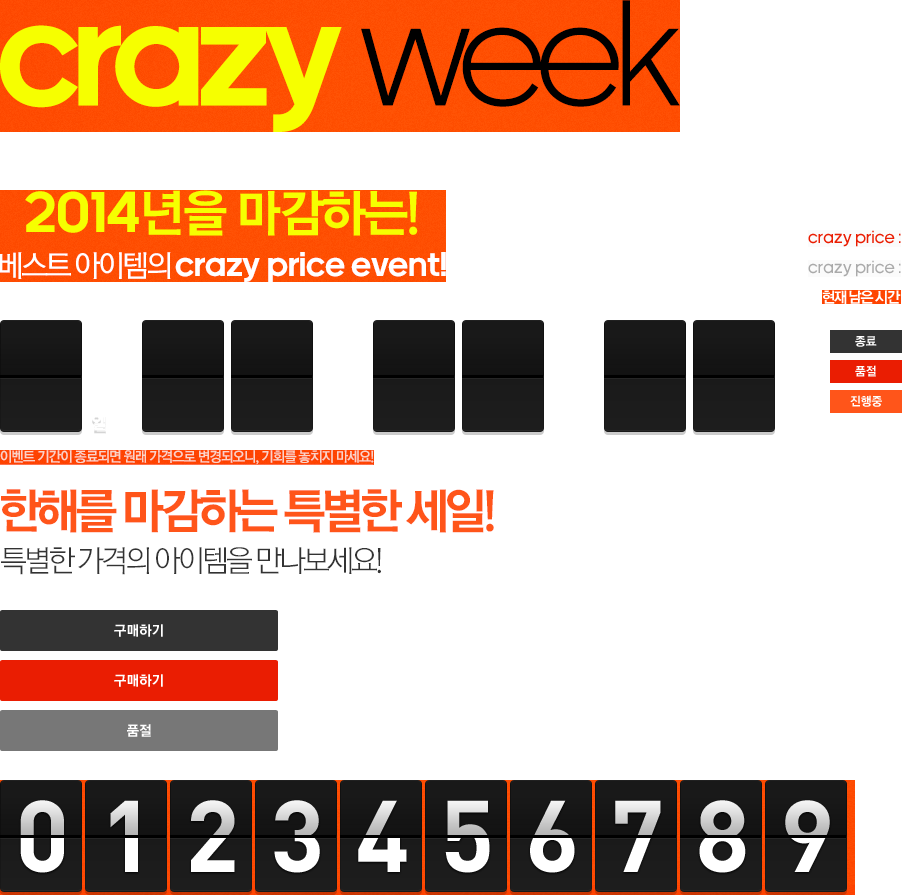 crazy week
2014년을 마감하는!
베스트 아이템의 crazy price event!
crazy price :
crazy price :
현재 남은 시간
종료
품절
진행중
이벤트 기간이 종료되면 원래 가격으로 변경되오니, 기회를 놓치지 마세요!
한해를 마감하는 특별한 세일!
특별한 가격의 아이템을 만나보세요!
구매하기
구매하기
품절
0 1 2 3 4 5 6 7 8 9